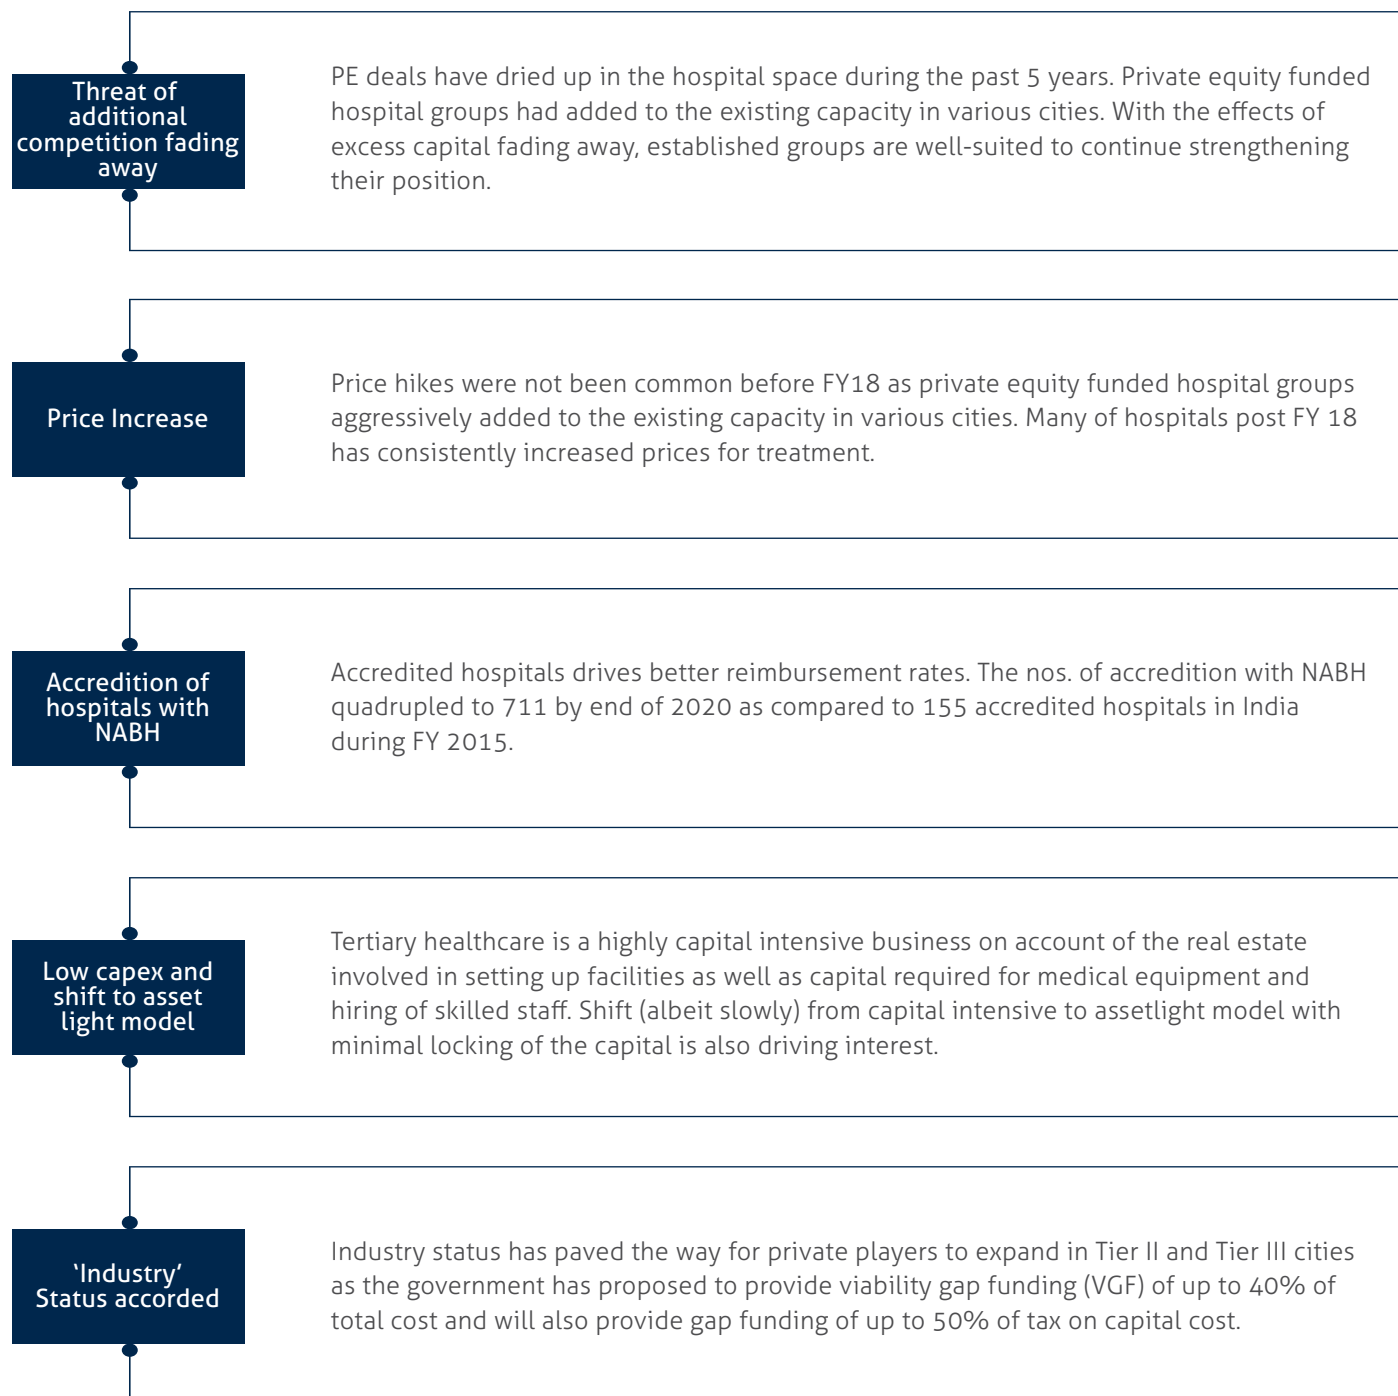 Threat of
additional
competition fading
away
PE deals have dried up in the hospital space during the past 5 years. Private equity funded
hospital groups had added to the existing capacity in various cities. With the effects of
excess capital fading away, established groups are well-suited to continue strengthening
their position.
Price Increase
Price hikes were not been common before FY18 as private equity funded hospital groups
aggressively added to the existing capacity in various cities. Many of hospitals post FY 18
has consistently increased prices for treatment.
Accredition of
hospitals with
NABH
Accredited hospitals drives better reimbursement rates. The nos. of accredition with NABH
quadrupled to 711 by end of 2020 as compared to 155 accredited hospitals in India
during FY 2015.
Low capex and
shift to asset
light model
Tertiary healthcare is a highly capital intensive business on account of the real estate
involved in setting up facilities as well as capital required for medical equipment and
hiring of skilled staff. Shift (albeit slowly) from capital intensive to assetlight model with
minimal locking of the capital is also driving interest.
‘Industry’
Status accorded
Industry status has paved the way for private players to expand in Tier II and Tier III cities
as the government has proposed to provide viability gap funding (VGF) of up to 40% of
total cost and will also provide gap funding of up to 50% of tax on capital cost.